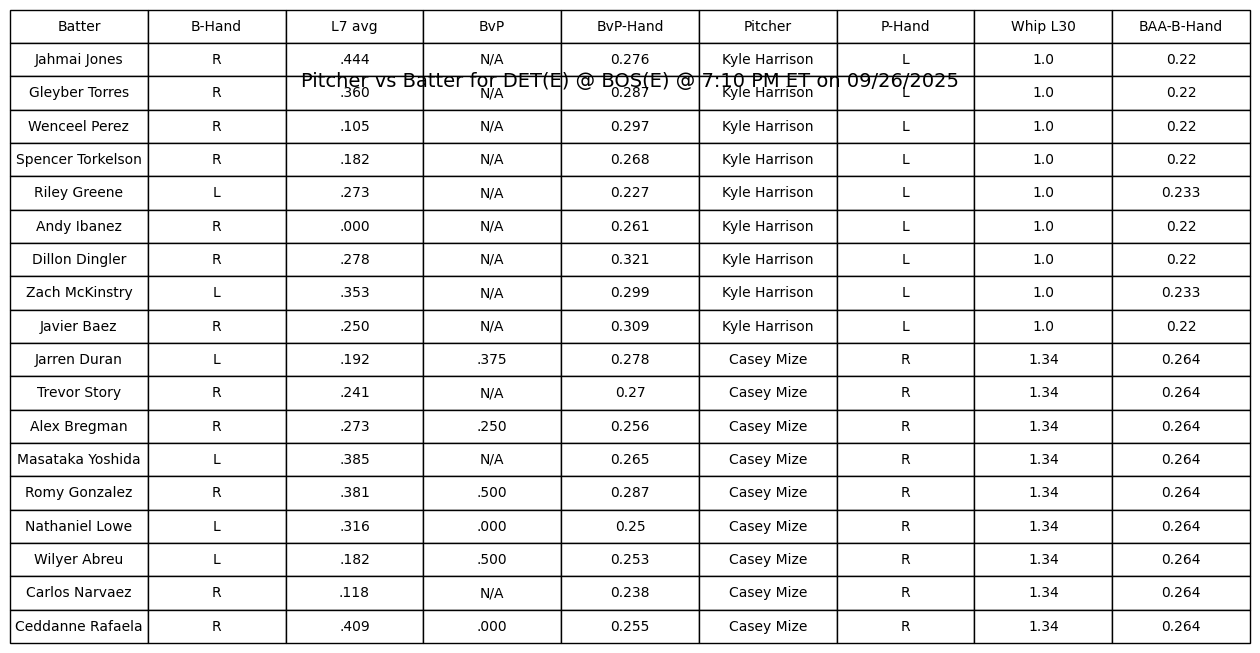 Batter B-Hand L7 avg BvP BvP-Hand Pitcher P-Hand Whip L30 BAA-B-Hand
Jahmai Jones R .444 N/A 0.276 Kyle Harrison L 1.0 0.22
Pitcher vs Batter for DET(E) @ BOS(E) @ 7:10 PM ET on 09/26/2025
Gleyber Torres R .360 N/A 0.287 Kyle Harrison L 1.0 0.22
Wenceel Perez R .105 N/A 0.297 Kyle Harrison L 1.0 0.22
Spencer Torkelson R .182 N/A 0.268 Kyle Harrison L 1.0 0.22
Riley Greene L .273 N/A 0.227 Kyle Harrison L 1.0 0.233
Andy Ibanez R .000 N/A 0.261 Kyle Harrison L 1.0 0.22
Dillon Dingler R .278 N/A 0.321 Kyle Harrison L 1.0 0.22
Zach McKinstry L .353 N/A 0.299 Kyle Harrison L 1.0 0.233
Javier Baez R .250 N/A 0.309 Kyle Harrison L 1.0 0.22
Jarren Duran L .192 .375 0.278 Casey Mize R 1.34 0.264
Trevor Story R .241 N/A 0.27 Casey Mize R 1.34 0.264
Alex Bregman R .273 .250 0.256 Casey Mize R 1.34 0.264
Masataka Yoshida L .385 N/A 0.265 Casey Mize R 1.34 0.264
Romy Gonzalez R .381 .500 0.287 Casey Mize R 1.34 0.264
Nathaniel Lowe L .316 .000 0.25 Casey Mize R 1.34 0.264
Wilyer Abreu L .182 .500 0.253 Casey Mize R 1.34 0.264
Carlos Narvaez R .118 N/A 0.238 Casey Mize R 1.34 0.264
Ceddanne Rafaela R .409 .000 0.255 Casey Mize R 1.34 0.264